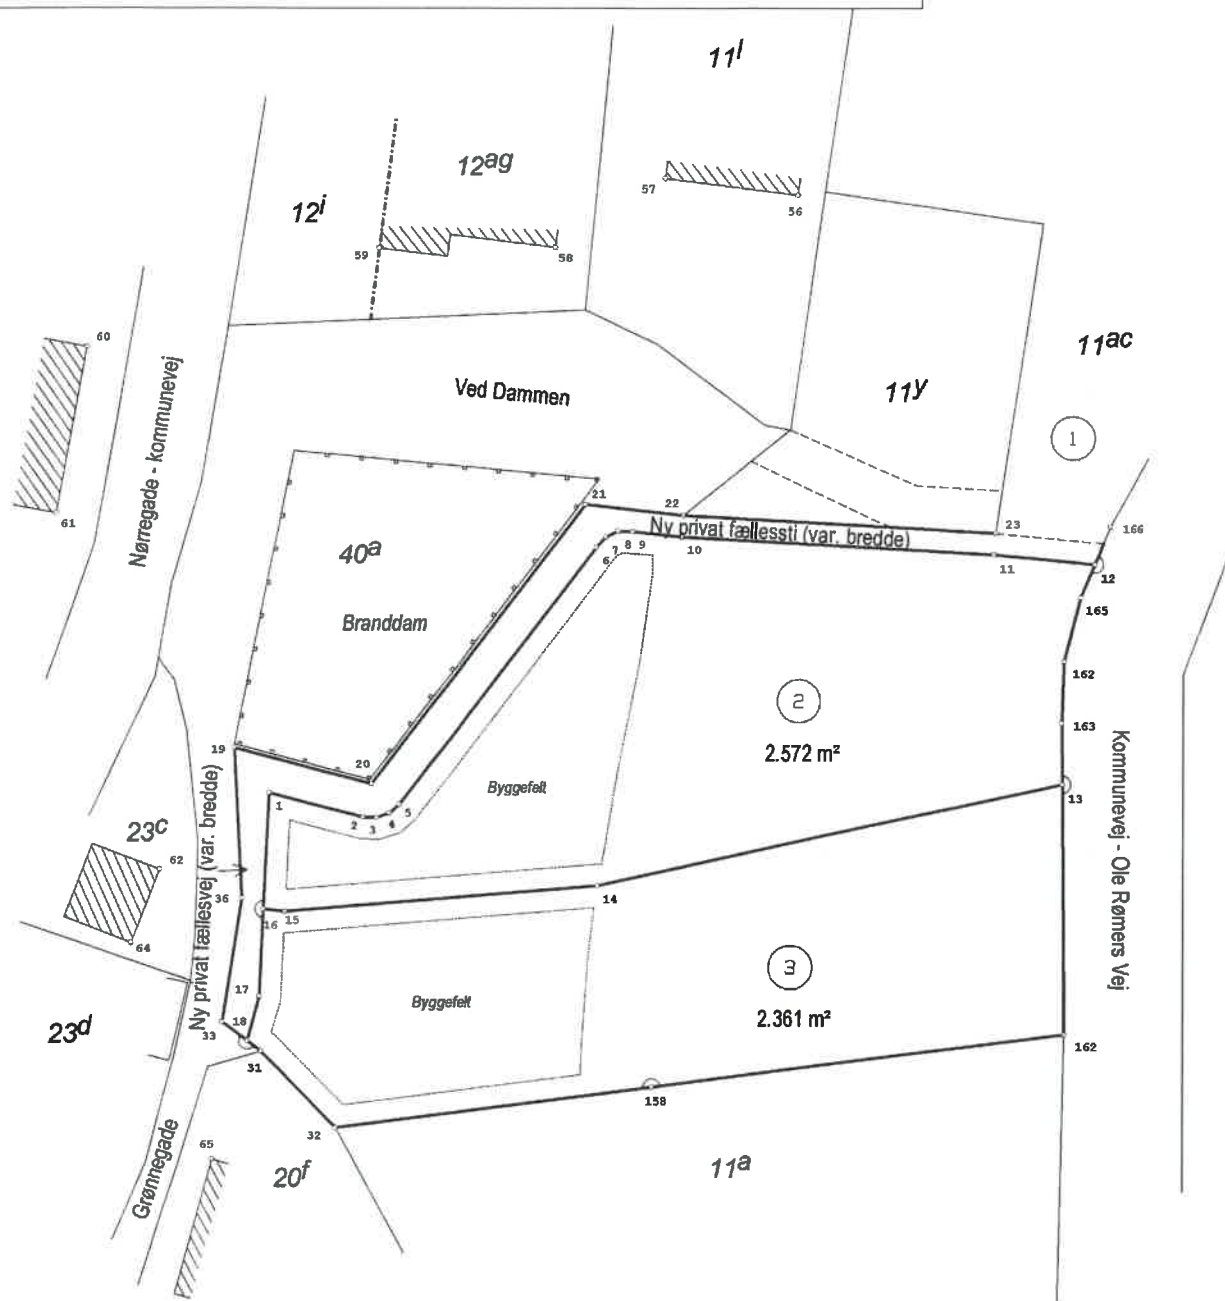 11l
12ag
57
56
12i
59
58
60
11ac
Nørregade - kommunevej
Ved Dammen
11y
1
21
22
61
Ny privat fællessti (var. bredde)
23
166
40a
6
7
8
9
10
11
12
Branddam
165
162
2
163
19
20
2.572 m²
Kommunevej - Ole Rømers Vej
Byggefelt
13
1
2
3
4
5
23c
62
Ny privat fællesvej (var. bredde)
36
14
16
15
64
3
17
Byggefelt
2.361 m²
23d
33
18
31
162
158
32
Grønnegade
65
20f
11a